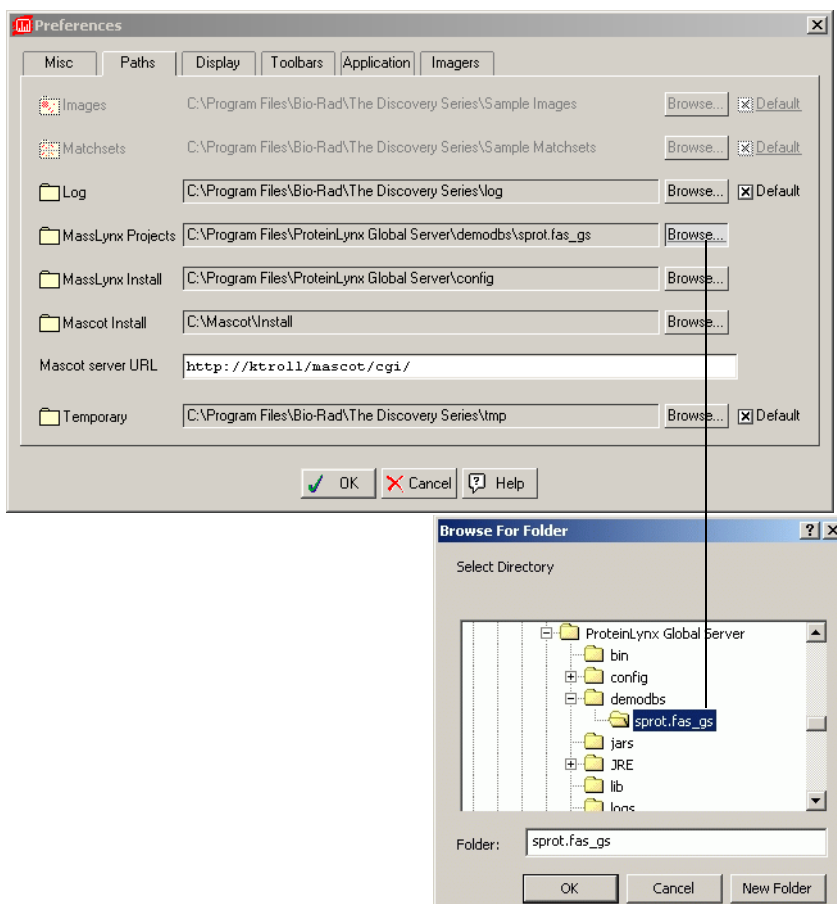 Preferences
Misc Paths Display Toolbars Application Imagers
Images C:\Program Files\Bio-Rad\The Discovery Series\Sample Images Browse... Default
Matchsets C:\Program Files\Bio-Rad\The Discovery Series\Sample Matchsets Browse... Default
Log C:\Program Files\Bio-Rad\The Discovery Series\log Browse... Default
MassLynx Projects C:\Program Files\ProteinLynx Global Server\demodbs\sprot.fas_gs Browse...
MassLynx Install C:\Program Files\ProteinLynx Global Server\config Browse...
Mascot Install C:\Mascot\Install Browse...
Mascot server URL http://ktroll/mascot/cgi/
Temporary C:\Program Files\Bio-Rad\The Discovery Series\tmp Browse... Default
OK Cancel Help
Browse For Folder
Select Directory
ProteinLynx Global Server
bin
config
demodbs
sprot.fas_gs
jars
JRE
lib
logs
Folder: sprot.fas_gs
OK Cancel New Folder